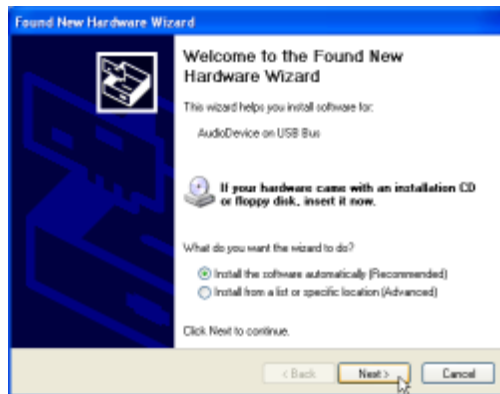 Found New Hardware Wizard
Welcome to the Found New
Hardware Wizard
This wizard helps you install software for:
AudioDevice on USB Bus
If your hardware came with an installation CD
or floppy disk, insert it now.
What do you want the wizard to do?
Install the software automatically (Recommended)
Install from a list or specific location (Advanced)
Click Next to continue.
< Back Next > Cancel